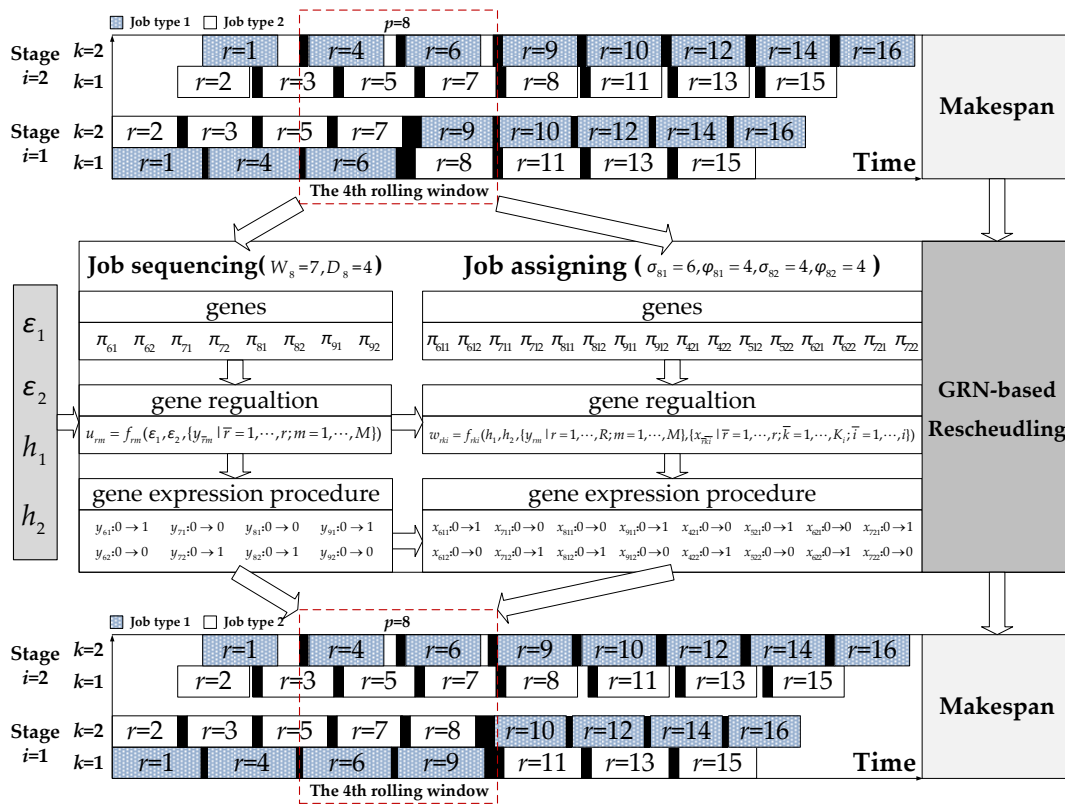 Job type 1 Job type 2 p=8
Stage i=2
k=2 r=1 r=4 r=6 r=9 r=10 r=12 r=14 r=16
k=1 r=2 r=3 r=5 r=7 r=8 r=11 r=13 r=15
Stage i=1
k=2 r=2 r=3 r=5 r=7 r=9 r=10 r=12 r=14 r=16
k=1 r=1 r=4 r=6 r=8 r=11 r=13 r=15
Time
Makespan
The 4th rolling window
Job sequencing( W₈=7,D₈=4)
Job assigning ( σ₈₁=6,φ₈₁=4,σ₈₂=4,φ₈₂=4 )
ε₁
ε₂
h₁
h₂
genes
π₆₁ π₆₂ π₇₁ π₇₂ π₈₁ π₈₂ π₉₁ π₉₂
genes
π₆₁₁ π₆₁₂ π₇₁₁ π₇₁₂ π₈₁₁ π₈₁₂ π₉₁₁ π₉₁₂ π₄₂₁ π₄₂₂ π₅₁₂ π₅₂₂ π₆₂₁ π₆₂₂ π₇₂₁ π₇₂₂
gene regualtion
u_{rm} = f_{rm}(ε₁,ε₂,{y_{r̅m} | r̅ = 1,⋯,r;m = 1,⋯,M})
gene regualtion
w_{rki} = f_{rki}(h₁,h₂,{y_{rm} | r = 1,⋯,R;m = 1,⋯,M},{x_{r̅k̅i̅} | r̅ = 1,⋯,r;k̅ = 1,⋯,K_i;i̅ = 1,⋯,i})
gene expression procedure
y₆₁:0→1 y₇₁:0→0 y₈₁:0→0 y₉₁:0→1
y₆₂:0→0 y₇₂:0→1 y₈₂:0→1 y₉₂:0→0
gene expression procedure
x₆₁₁:0→1 x₇₁₁:0→0 x₈₁₁:0→0 x₉₁₁:0→1 x₄₂₁:0→0 x₅₂₁:0→1 x₆₂₁:0→0 x₇₂₁:0→1
x₆₁₂:0→0 x₇₁₂:0→1 x₈₁₂:0→1 x₉₁₂:0→0 x₄₂₂:0→1 x₅₂₂:0→0 x₆₂₂:0→1 x₇₂₂:0→0
GRN-based
Rescheudling
Job type 1 Job type 2 p=8
Stage i=2
k=2 r=1 r=4 r=6 r=9 r=10 r=12 r=14 r=16
k=1 r=2 r=3 r=5 r=7 r=8 r=11 r=13 r=15
Stage i=1
k=2 r=2 r=3 r=5 r=7 r=8 r=10 r=12 r=14 r=16
k=1 r=1 r=4 r=6 r=9 r=11 r=13 r=15
Time
Makespan
The 4th rolling window